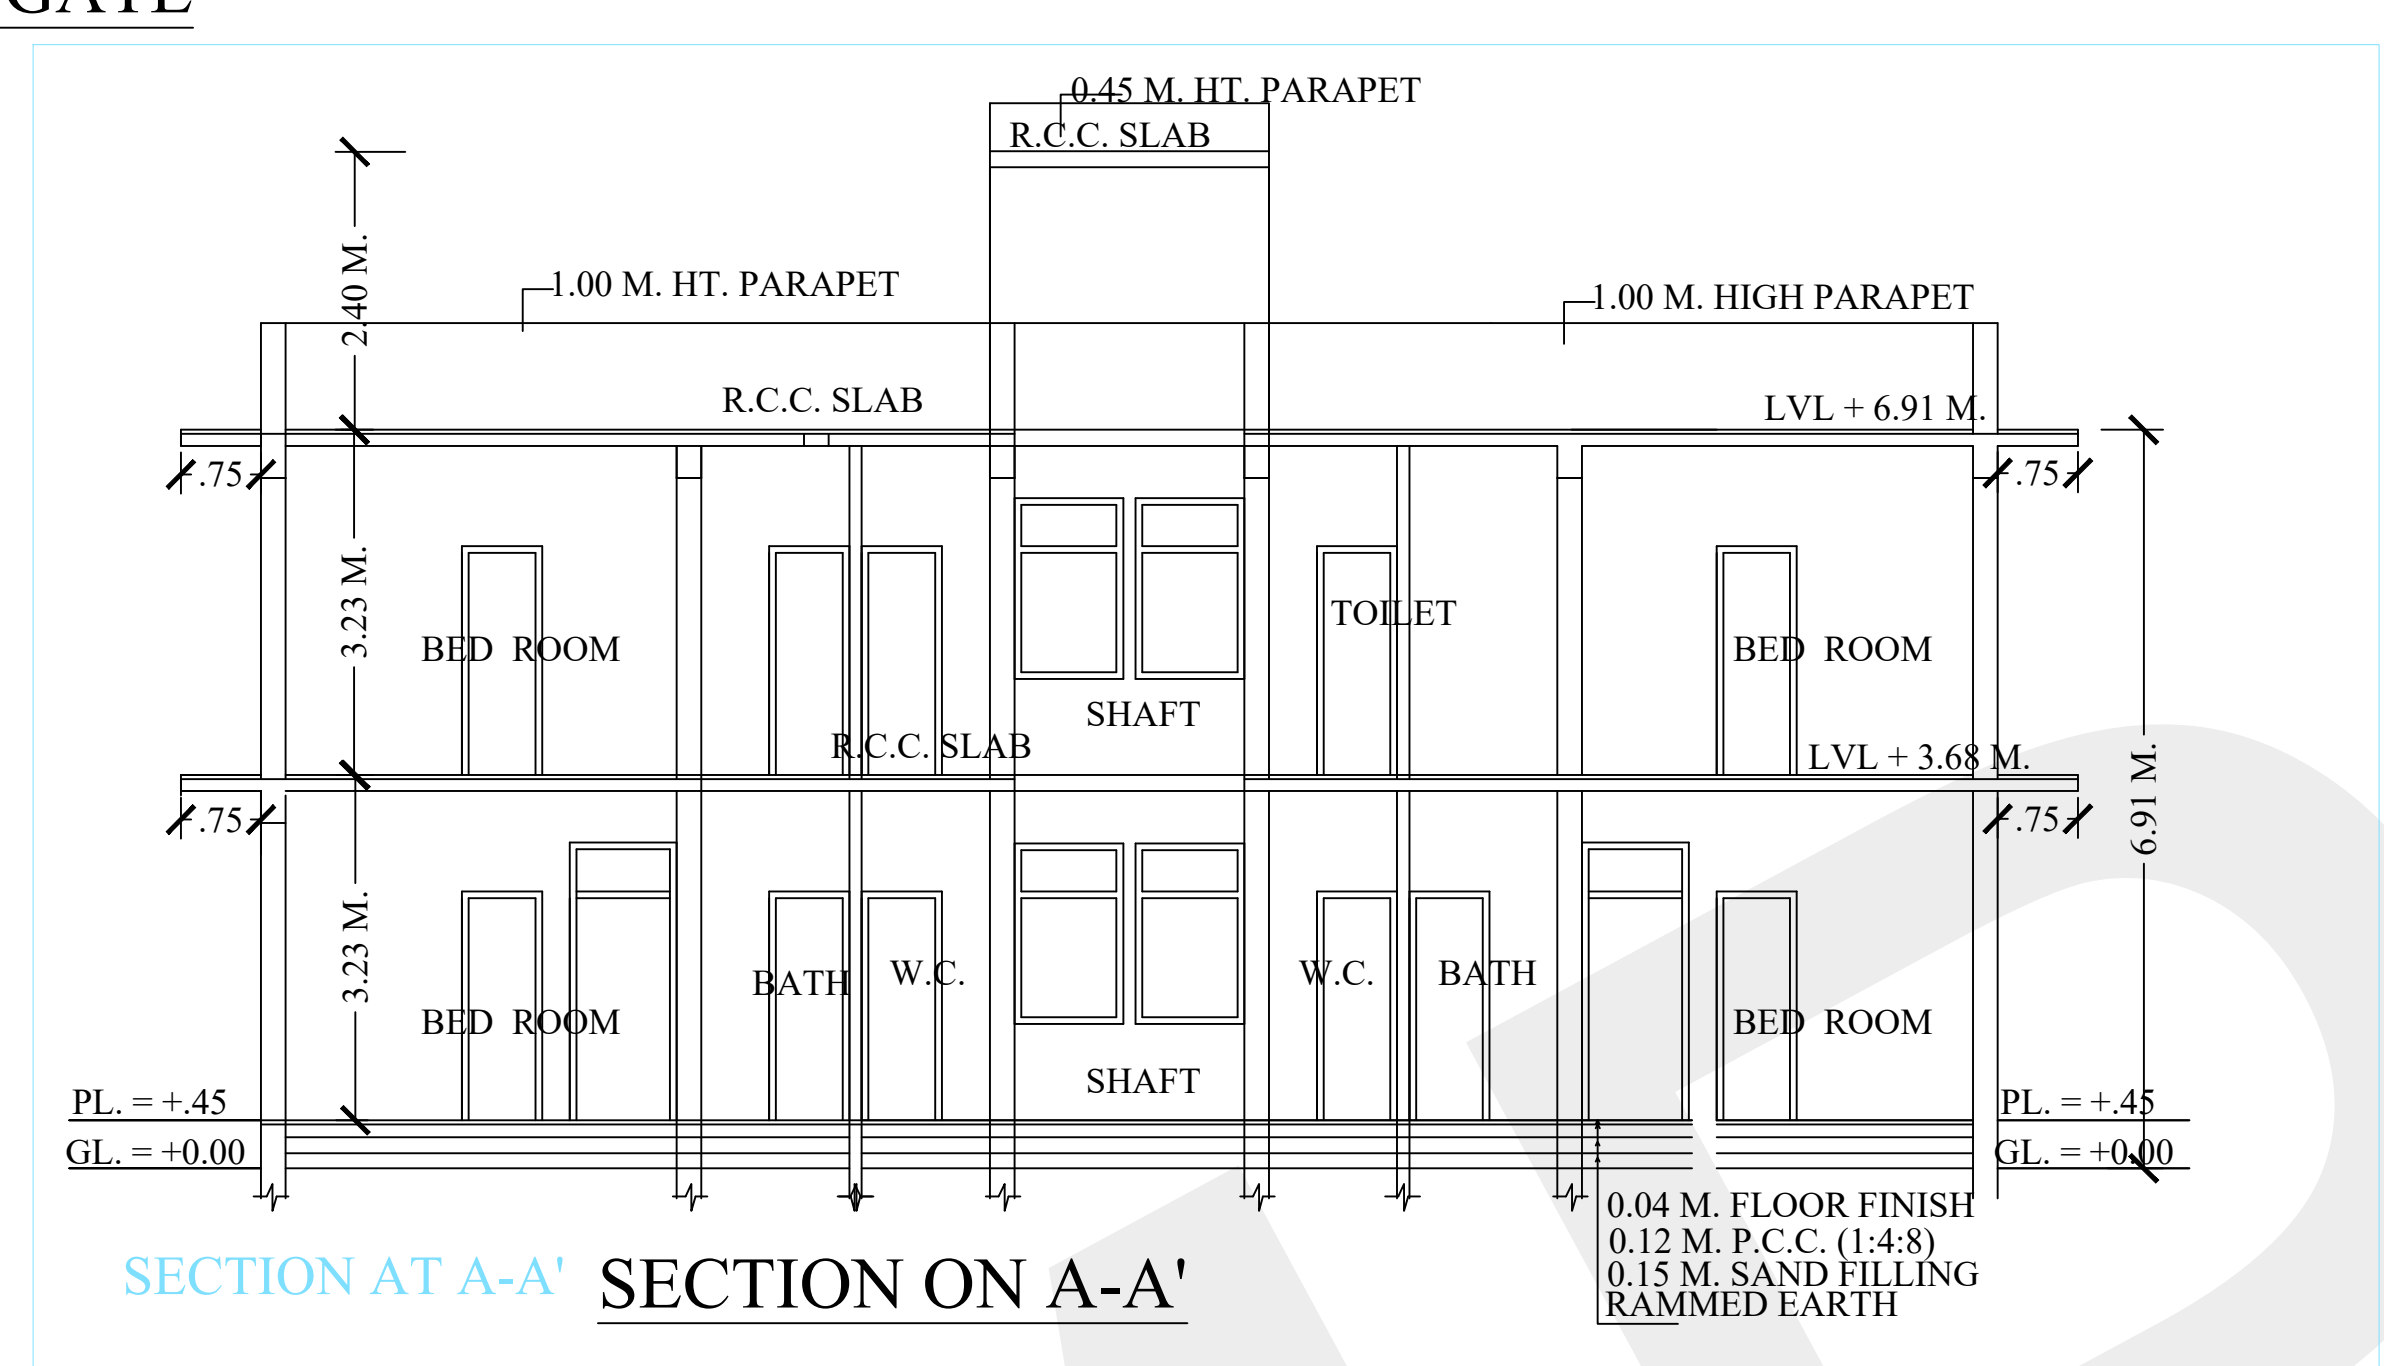 GATE
0.45 M. HT. PARAPET
R.C.C. SLAB
2.40 M.
1.00 M. HT. PARAPET
1.00 M. HIGH PARAPET
R.C.C. SLAB
LVL + 6.91 M.
.75
.75
3.23 M.
TOILET
BED ROOM
BED ROOM
SHAFT
R.C.C. SLAB
LVL + 3.68 M.
6.91 M.
.75
.75
3.23 M.
BATH
W.C.
W.C.
BATH
BED ROOM
BED ROOM
SHAFT
PL. = +.45
PL. = +.45
GL. = +0.00
GL. = +0.00
0.04 M. FLOOR FINISH
0.12 M. P.C.C. (1:4:8)
0.15 M. SAND FILLING
RAMMED EARTH
SECTION AT A-A'
SECTION ON A-A'